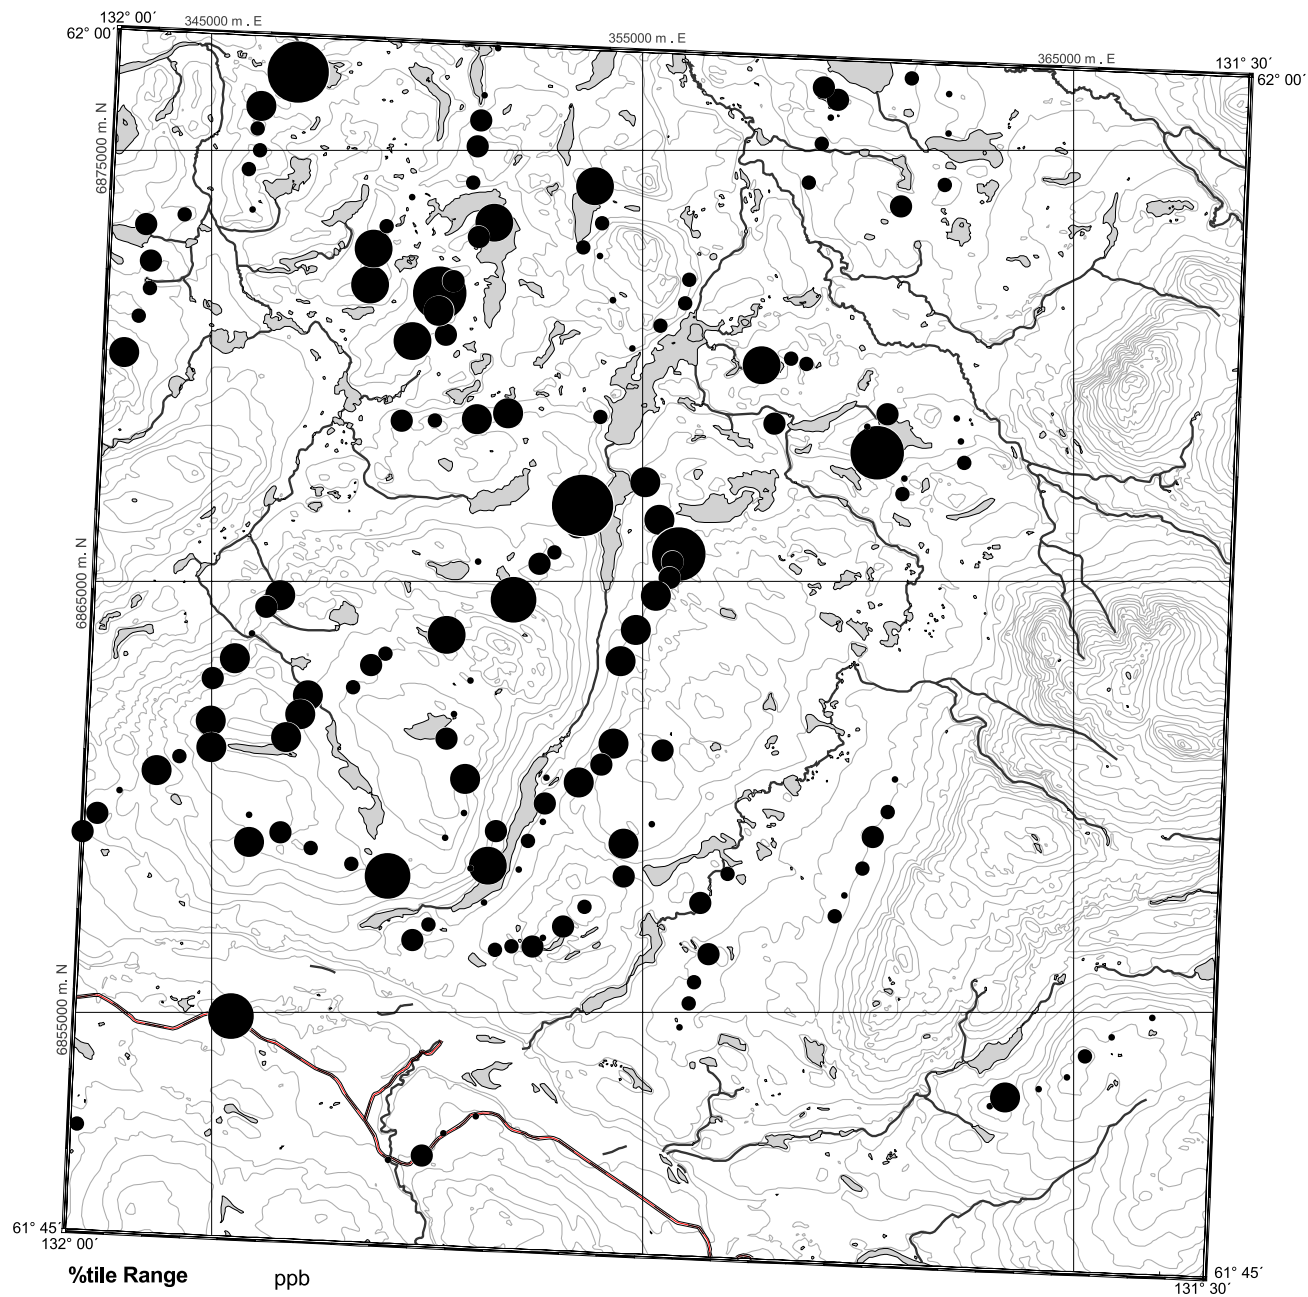 132° 00´
345000 m . E
62° 00´
355000 m . E
365000 m . E
131° 30´
62° 00´
6875000 m. N
6865000 m. N
6855000 m. N
61° 45´
132° 00´
61° 45´
131° 30´
%tile Range ppb